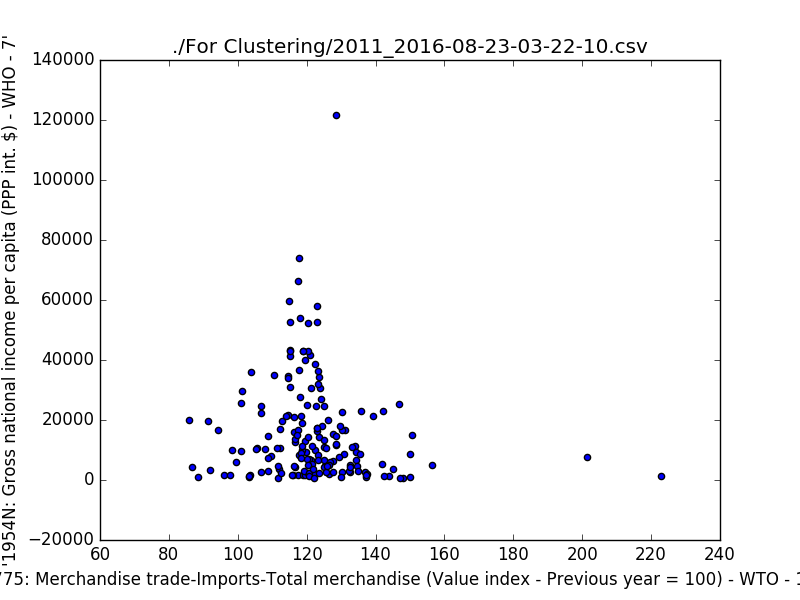 ./For Clustering/2011_2016-08-23-03-22-10.csv
140000
120000
100000
80000
60000
40000
20000
0
−20000
'1954N: Gross national income per capita (PPP int. $) - WHO - 7'
60 80 100 120 140 160 180 200 220 240
775: Merchandise trade-Imports-Total merchandise (Value index - Previous year = 100) - WTO - 1